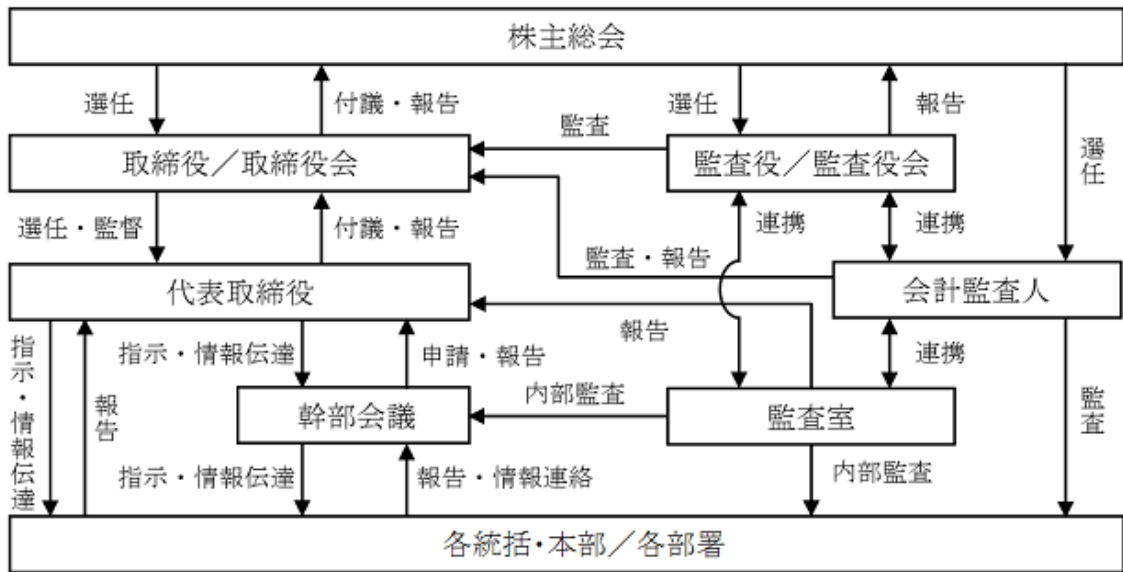 株主総会
選任
付議・報告
選任
報告
監査
選任
取締役／取締役会
監査役／監査役会
選任・監督
付議・報告
連携
連携
監査・報告
代表取締役
会計監査人
報告
指示・情報伝達
報告
指示・情報伝達
申請・報告
連携
内部監査
幹部会議
監査室
監査
指示・情報伝達
報告・情報連絡
内部監査
各統括・本部／各部署